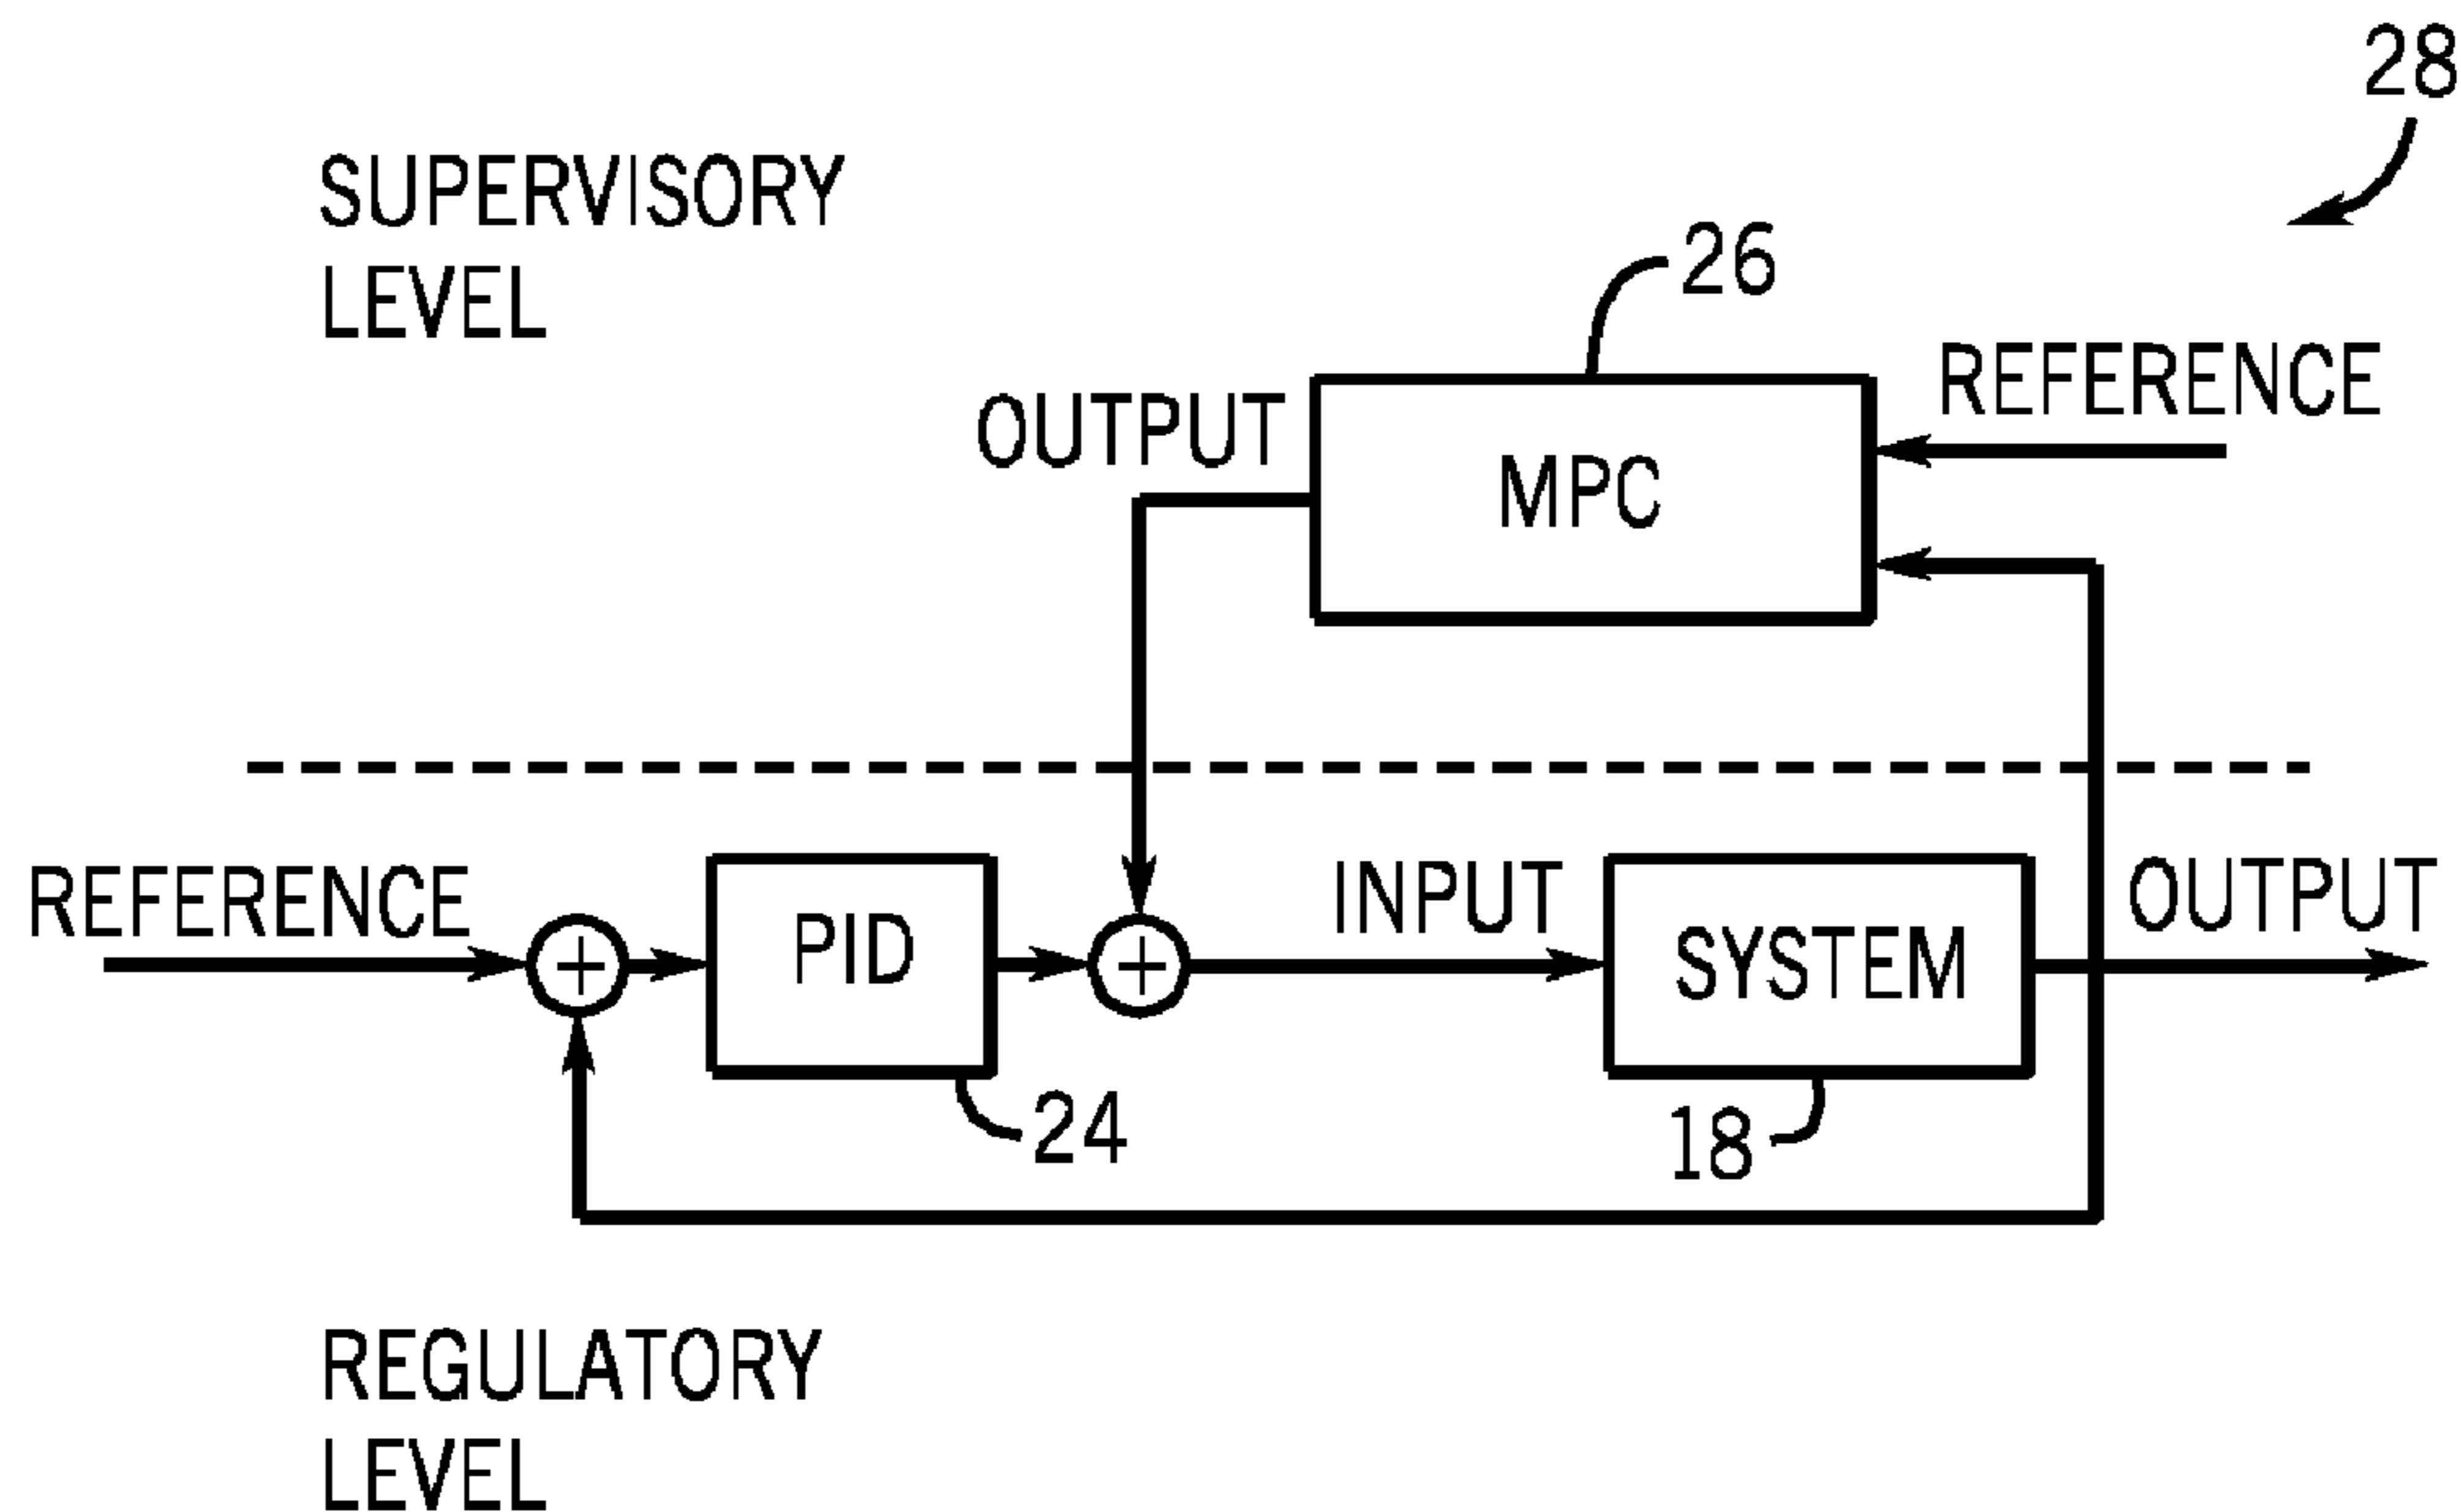 28
SUPERVISORY
LEVEL
26
REFERENCE
OUTPUT
MPC
REFERENCE
+
PID
+
INPUT
SYSTEM
OUTPUT
24
18
REGULATORY
LEVEL